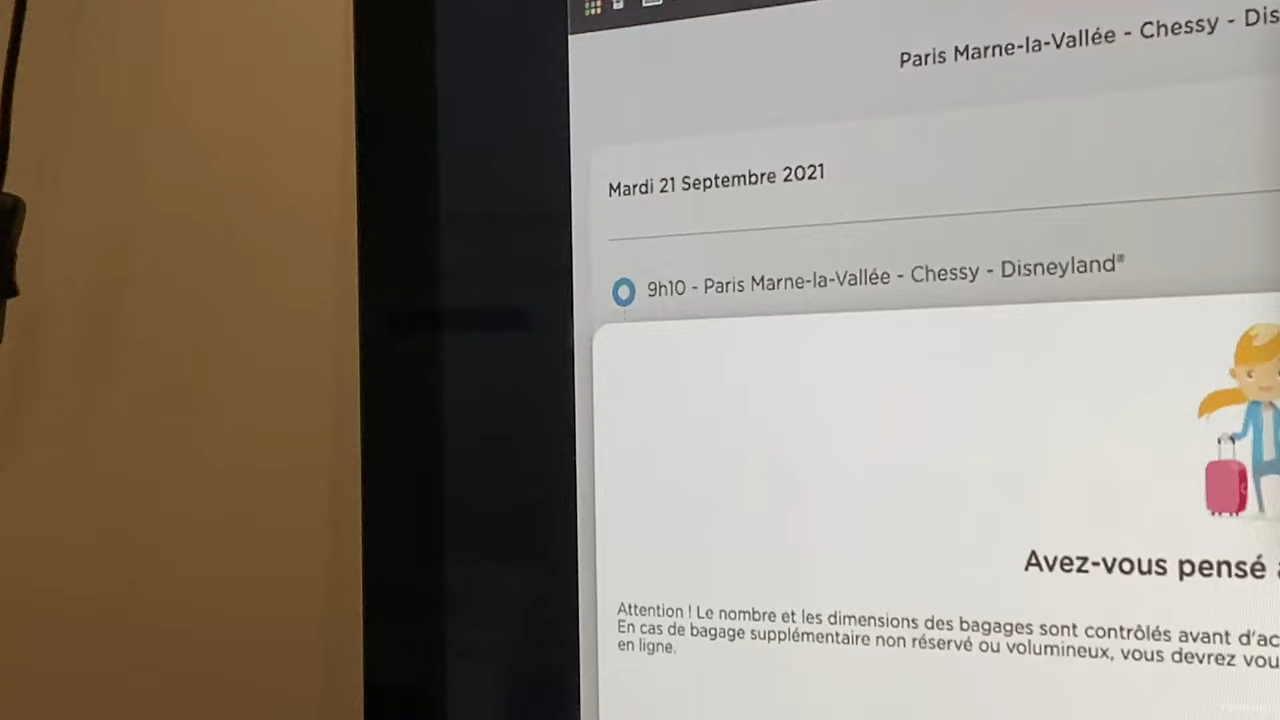 Paris Marne-la-Vallée - Chessy - Dis
Mardi 21 Septembre 2021
9h10 - Paris Marne-la-Vallée - Chessy - Disneyland®
Avez-vous pensé
Attention ! Le nombre et les dimensions des bagages sont contrôlés avant d'ac
En cas de bagage supplémentaire non réservé ou volumineux, vous devrez vou
en ligne.